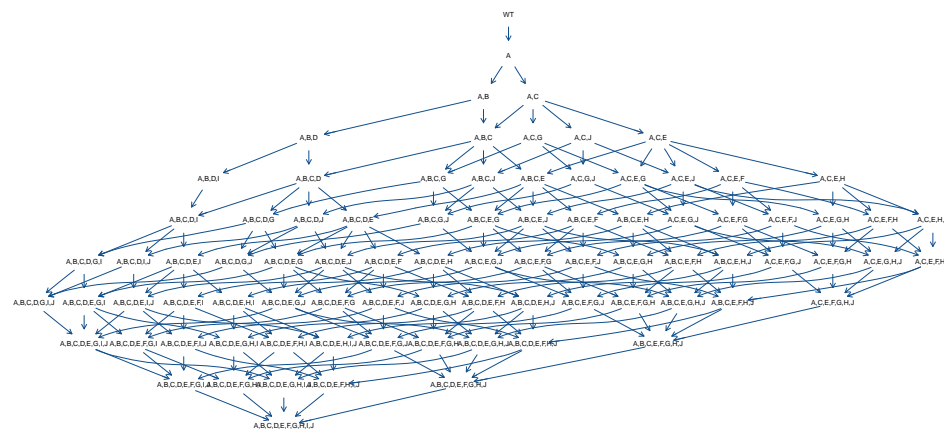 WT
A
A,B A,C
A,B,D A,B,C A,C,G A,C,J A,C,E
A,B,D,I A,B,C,D A,B,C,G A,B,C,J A,B,C,E A,C,G,J A,C,E,G A,C,E,J A,C,E,F A,C,E,H
A,B,C,D,I A,B,C,D,G A,B,C,D,J A,B,C,D,E A,B,C,G,J A,B,C,E,G A,B,C,E,J A,B,C,E,F A,B,C,E,H A,C,E,G,J A,C,E,F,G A,C,E,F,J A,C,E,G,H A,C,E,F,H A,C,E,H,
A,B,C,D,G,I A,B,C,D,I,J A,B,C,D,E,I A,B,C,D,G,J A,B,C,D,E,G A,B,C,D,E,J A,B,C,D,E,F A,B,C,D,E,H A,B,C,E,G,J A,B,C,E,F,G A,B,C,E,F,J A,B,C,E,G,H A,B,C,E,F,H A,B,C,E,H,J A,C,E,F,G,J A,C,E,F,G,H A,C,E,G,H,J A,C,E,F,H
A,B,C,D,G,I,J A,B,C,D,E,G,I A,B,C,D,E,I,J A,B,C,D,E,F,I A,B,C,D,E,H,I A,B,C,D,E,G,J A,B,C,D,E,F,G A,B,C,D,E,F,J A,B,C,D,E,G,H A,B,C,D,E,F,H A,B,C,D,E,H,J A,B,C,E,F,G,J A,B,C,E,F,G,H A,B,C,E,G,H,J A,B,C,E,F,H,J A,C,E,F,G,H,J
A,B,C,D,E,G,I,J A,B,C,D,E,F,G,I A,B,C,D,E,F,I,J A,B,C,D,E,G,H,I A,B,C,D,E,F,H,I A,B,C,D,E,H,I,J A,B,C,D,E,F,G,J A,B,C,D,E,F,G,H A,B,C,D,E,G,H,J A,B,C,D,E,F,H,J A,B,C,E,F,G,H,J
A,B,C,D,E,F,G,I,J A,B,C,D,E,F,G,H,I A,B,C,D,E,G,H,I,J A,B,C,D,E,F,H,I,J A,B,C,D,E,F,G,H,J
A,B,C,D,E,F,G,H,I,J